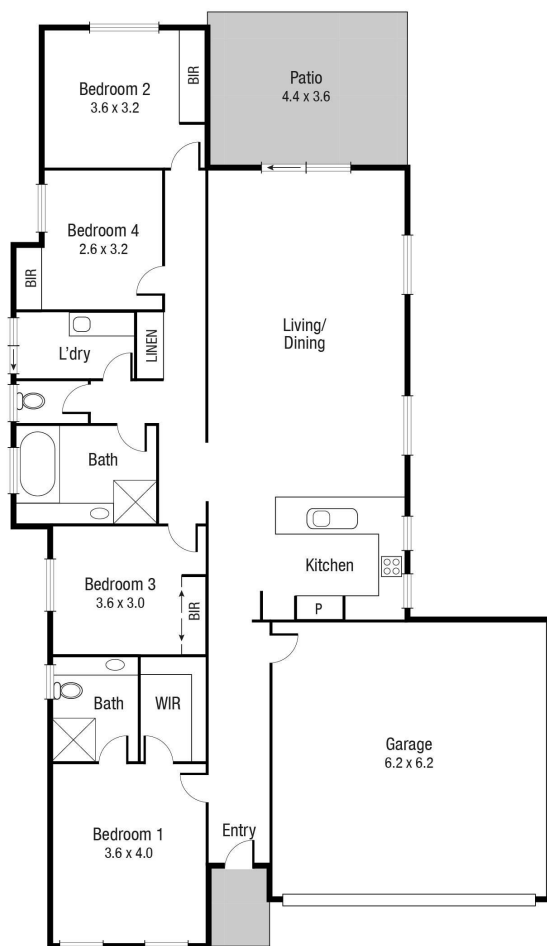 Bedroom 2
3.6 x 3.2
BIR
Patio
4.4 x 3.6
Bedroom 4
2.6 x 3.2
BIR
L'dry
LINEN
Living/
Dining
Bath
Kitchen
P
Bedroom 3
3.6 x 3.0
BIR
Bath
WIR
Garage
6.2 x 6.2
Bedroom 1
3.6 x 4.0
Entry